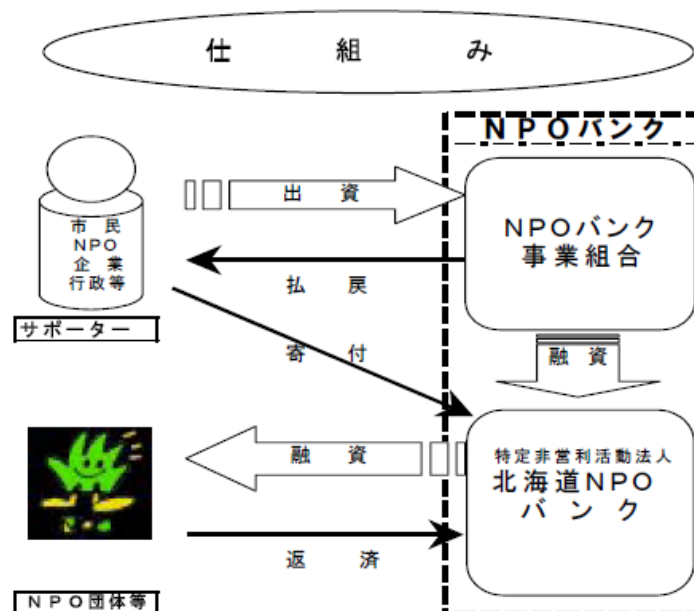 仕組み
NPOバンク
市民
NPO
企業
行政等
サポーター
出資
NPOバンク
事業組合
払戻
寄付
融資
融資
特定非営利活動法人
北海道NPO
バンク
返済
NPO団体等